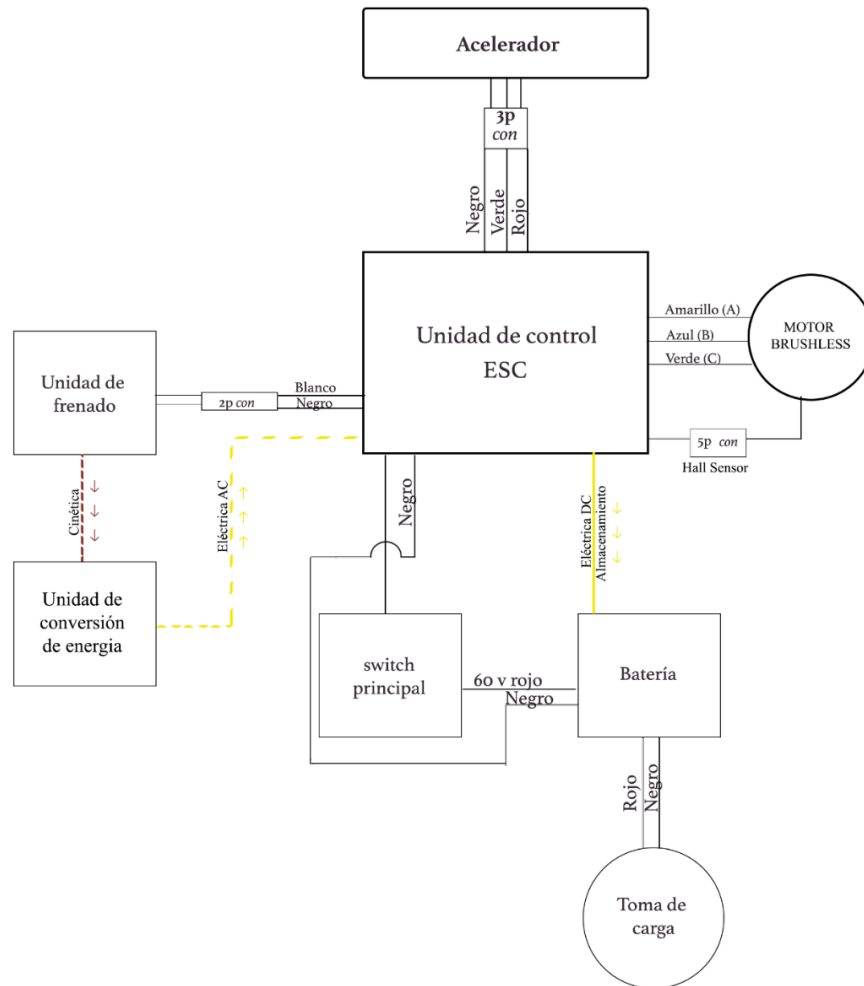 Acelerador
3p
con
Negro
Verde
Rojo
Unidad de control
ESC
Amarillo (A)
Azul (B)
Verde (C)
MOTOR
BRUSHLESS
5p con
Hall Sensor
Unidad de
frenado
2p con
Blanco
Negro
Cinética
Eléctrica AC
Negro
Eléctrica DC
Almacenamiento
Unidad de
conversión
de energia
switch
principal
60 v rojo
Negro
Batería
Rojo
Negro
Toma de
carga